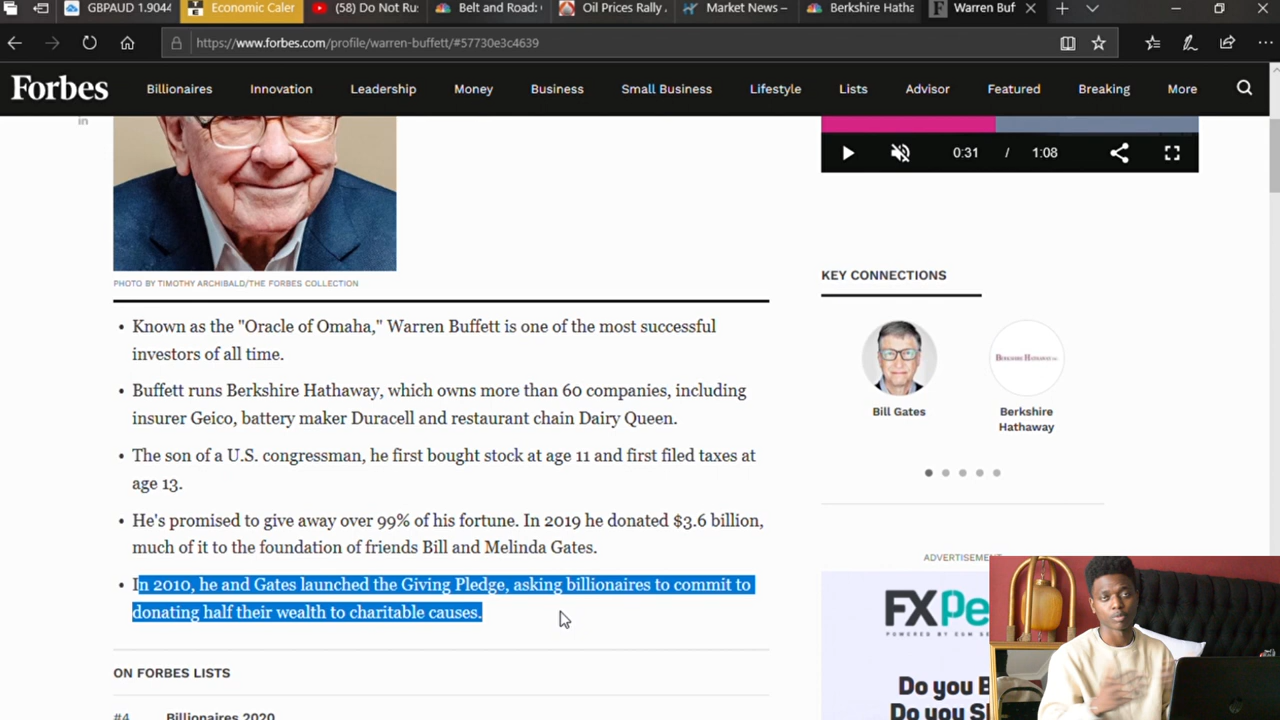 GBPAUD 1.9044
Economic Caler
(58) Do Not Ru
Belt and Road:
Oil Prices Rally
Market News –
Berkshire Hatha
Warren Buf
https://www.forbes.com/profile/warren-buffett/#57730e3c4639
Forbes
Billionaires
Innovation
Leadership
Money
Business
Small Business
Lifestyle
Lists
Advisor
Featured
Breaking
More
in
0:31 / 1:08
PHOTO BY TIMOTHY ARCHIBALD/THE FORBES COLLECTION
• Known as the "Oracle of Omaha," Warren Buffett is one of the most successful
investors of all time.
• Buffett runs Berkshire Hathaway, which owns more than 60 companies, including
insurer Geico, battery maker Duracell and restaurant chain Dairy Queen.
• The son of a U.S. congressman, he first bought stock at age 11 and first filed taxes at
age 13.
• He's promised to give away over 99% of his fortune. In 2019 he donated $3.6 billion,
much of it to the foundation of friends Bill and Melinda Gates.
• In 2010, he and Gates launched the Giving Pledge, asking billionaires to commit to
donating half their wealth to charitable causes.
ON FORBES LISTS
#4 Billionaires 2020
KEY CONNECTIONS
Bill Gates
BERKSHIRE HATHAWAY INC.
Berkshire
Hathaway
ADVERTISEMENT
FXPe
POWERED BY
Do you B
Do you S